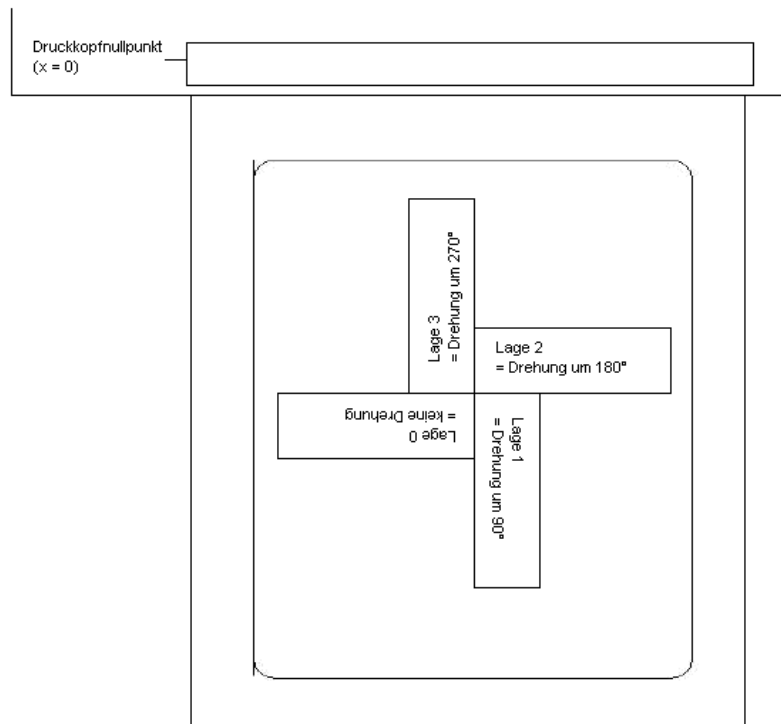 Druckkopfnullpunkt
(x = 0)
Lage 3
= Drehung um 270°
Lage 2
= Drehung um 180°
Lage 0
= keine Drehung
Lage 1
= Drehung um 90°